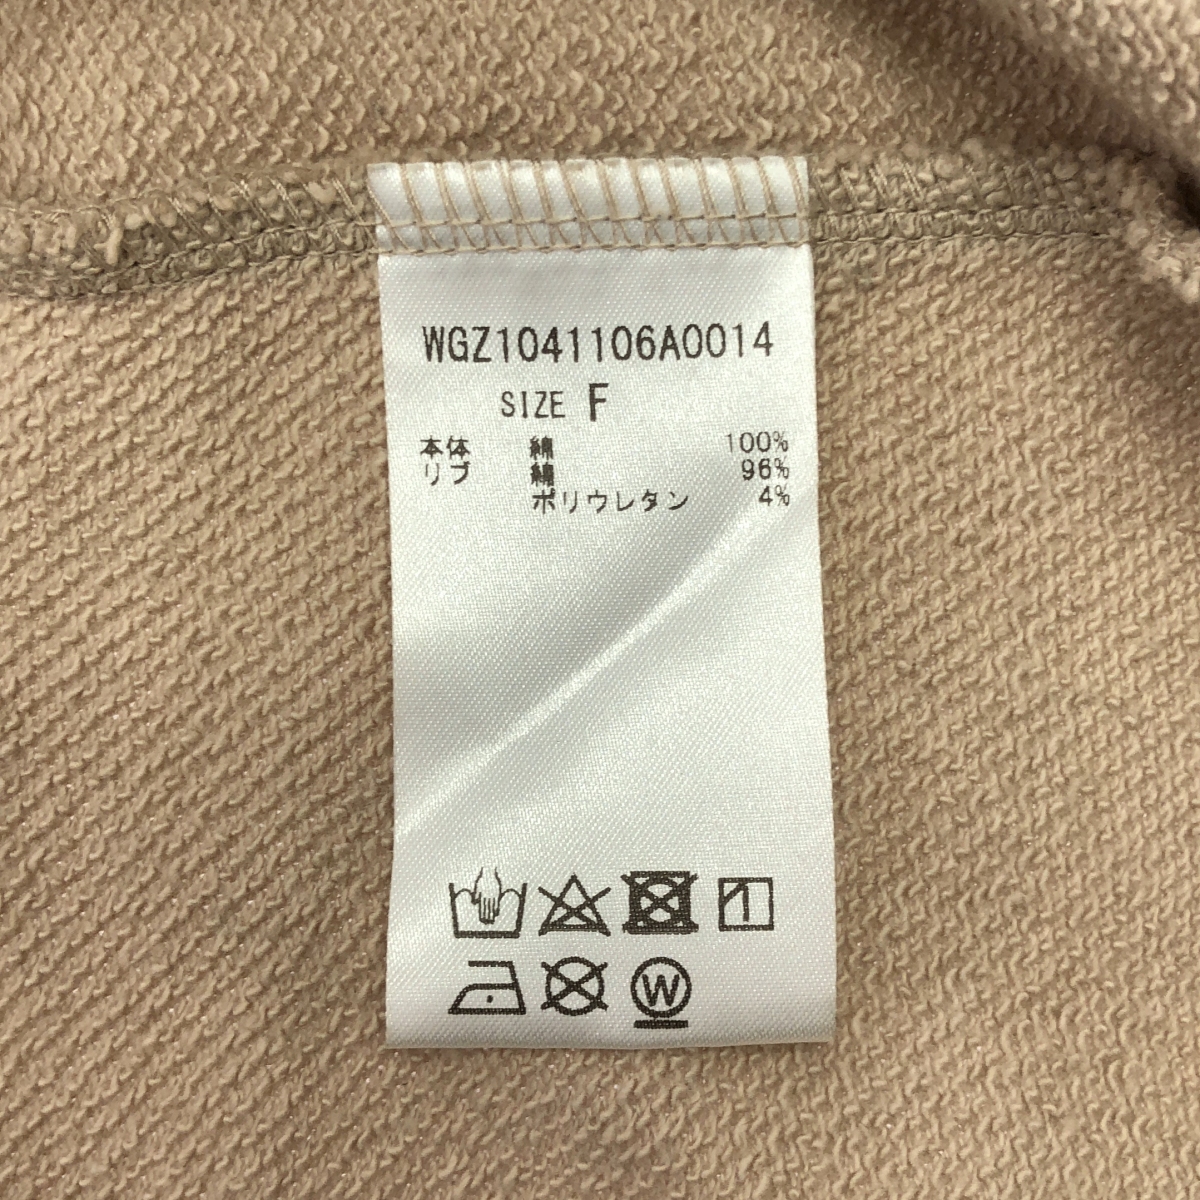 WGZ1041106A0014
SIZE F
本体 綿 100%
リブ 綿 96%
ポリウレタン 4%
W